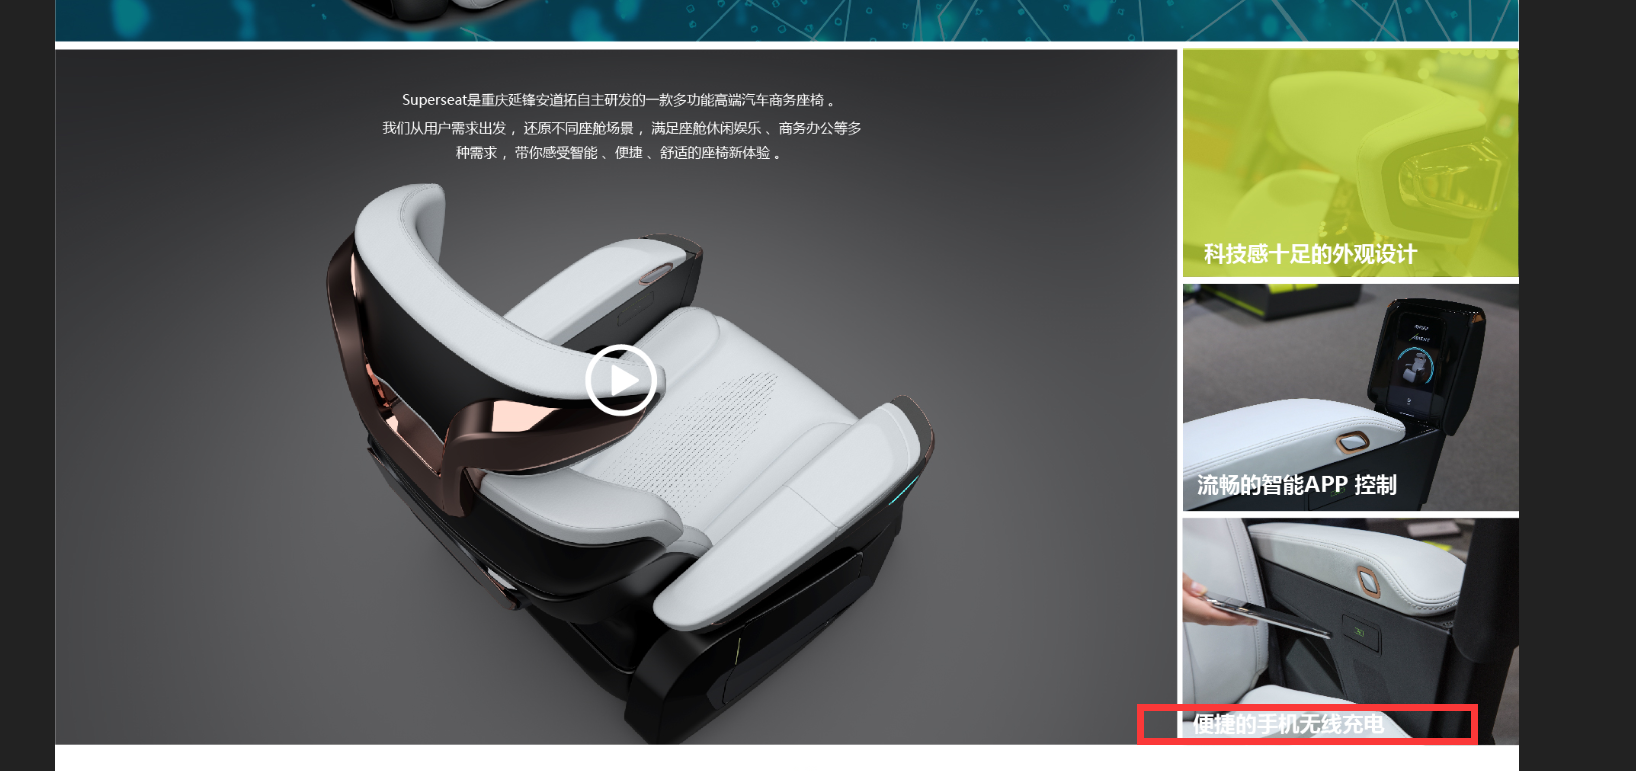 Superseat是重庆延锋安道拓自主研发的一款多功能高端汽车商务座椅。
我们从用户需求出发，还原不同座舱场景，满足座舱休闲娱乐、商务办公等多
种需求，带你感受智能、便捷、舒适的座椅新体验。
科技感十足的外观设计
流畅的智能APP 控制
便捷的手机无线充电